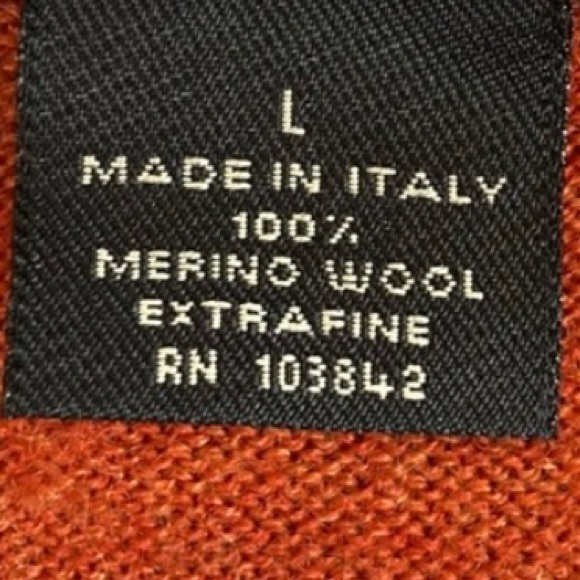 L
MADE IN ITALY
100%
MERINO WOOL
EXTRAFINE
RN 103842